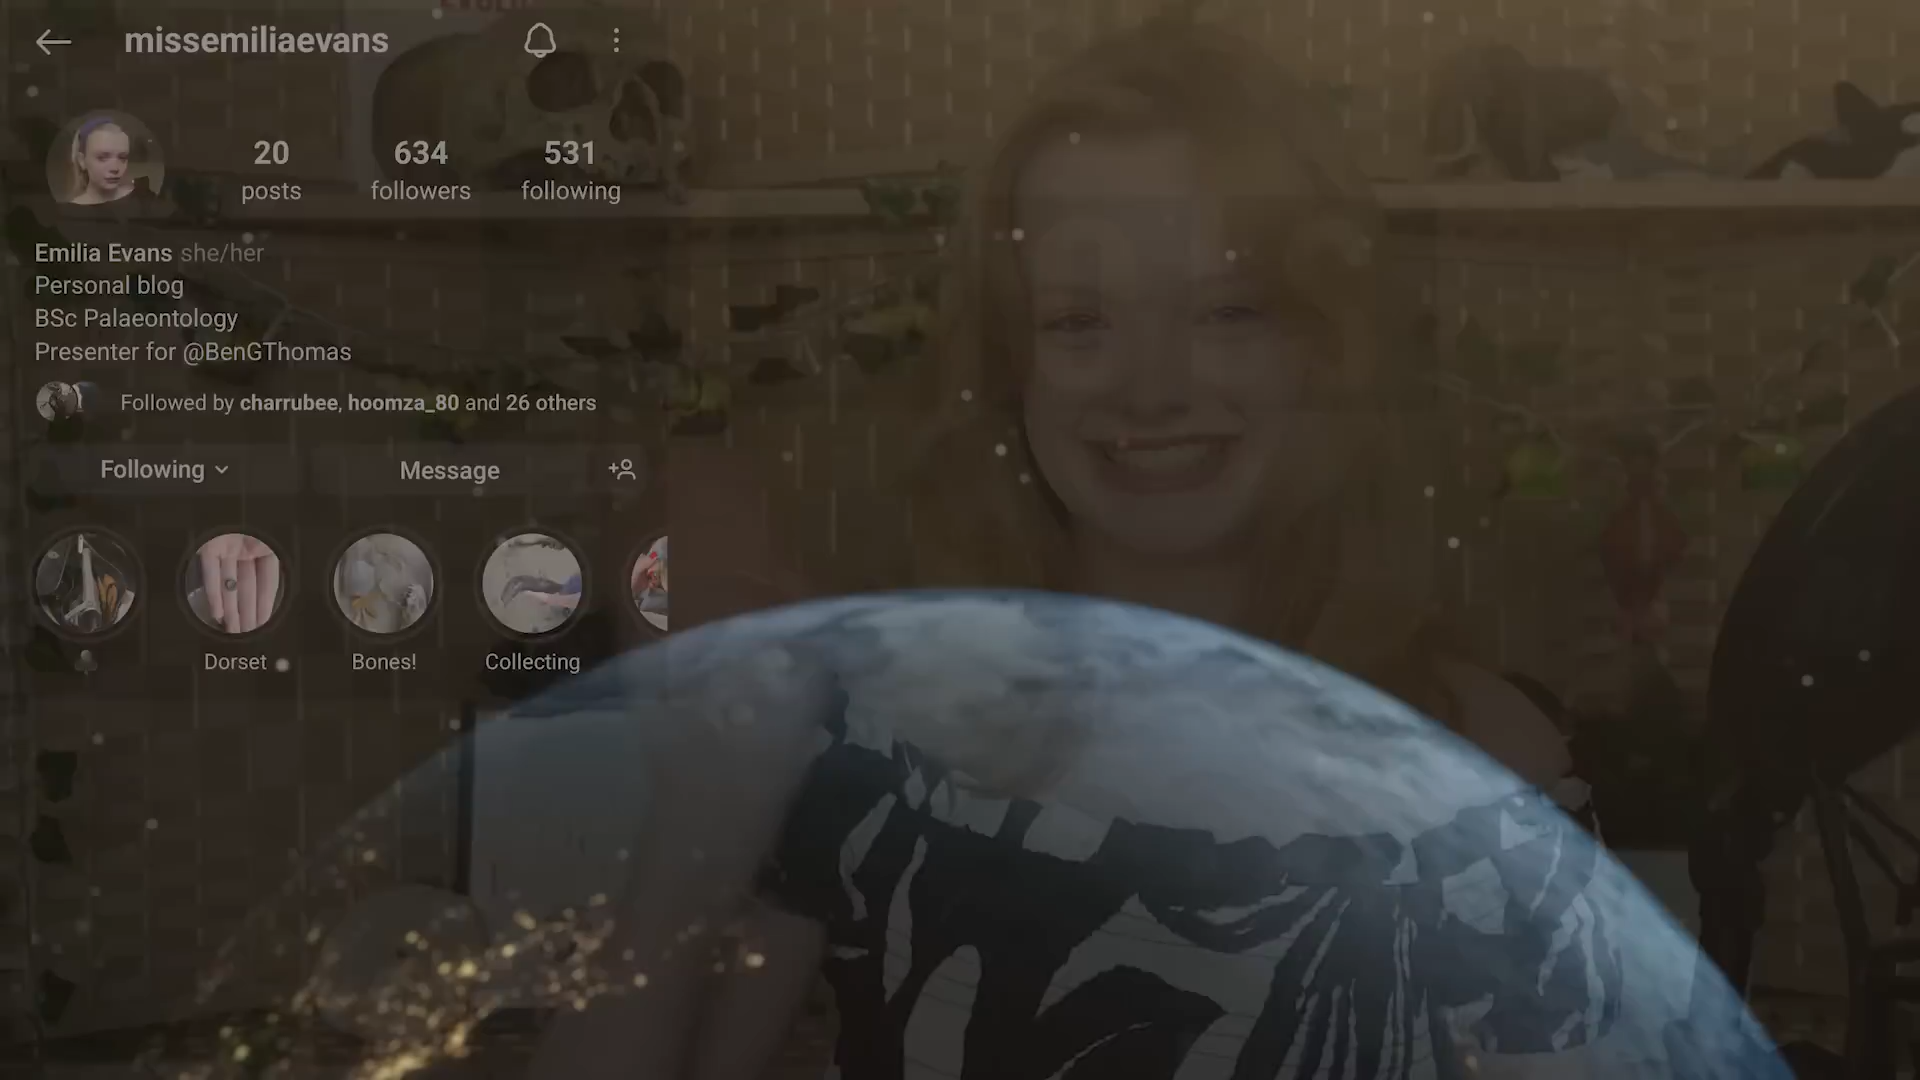 missemiliaevans
20 634 531
posts followers following
Emilia Evans she/her
Personal blog
BSc Palaeontology
Presenter for @BenGThomas
Followed by charrubee, hoomza_80 and 26 others
Following Message
Dorset Bones! Collecting